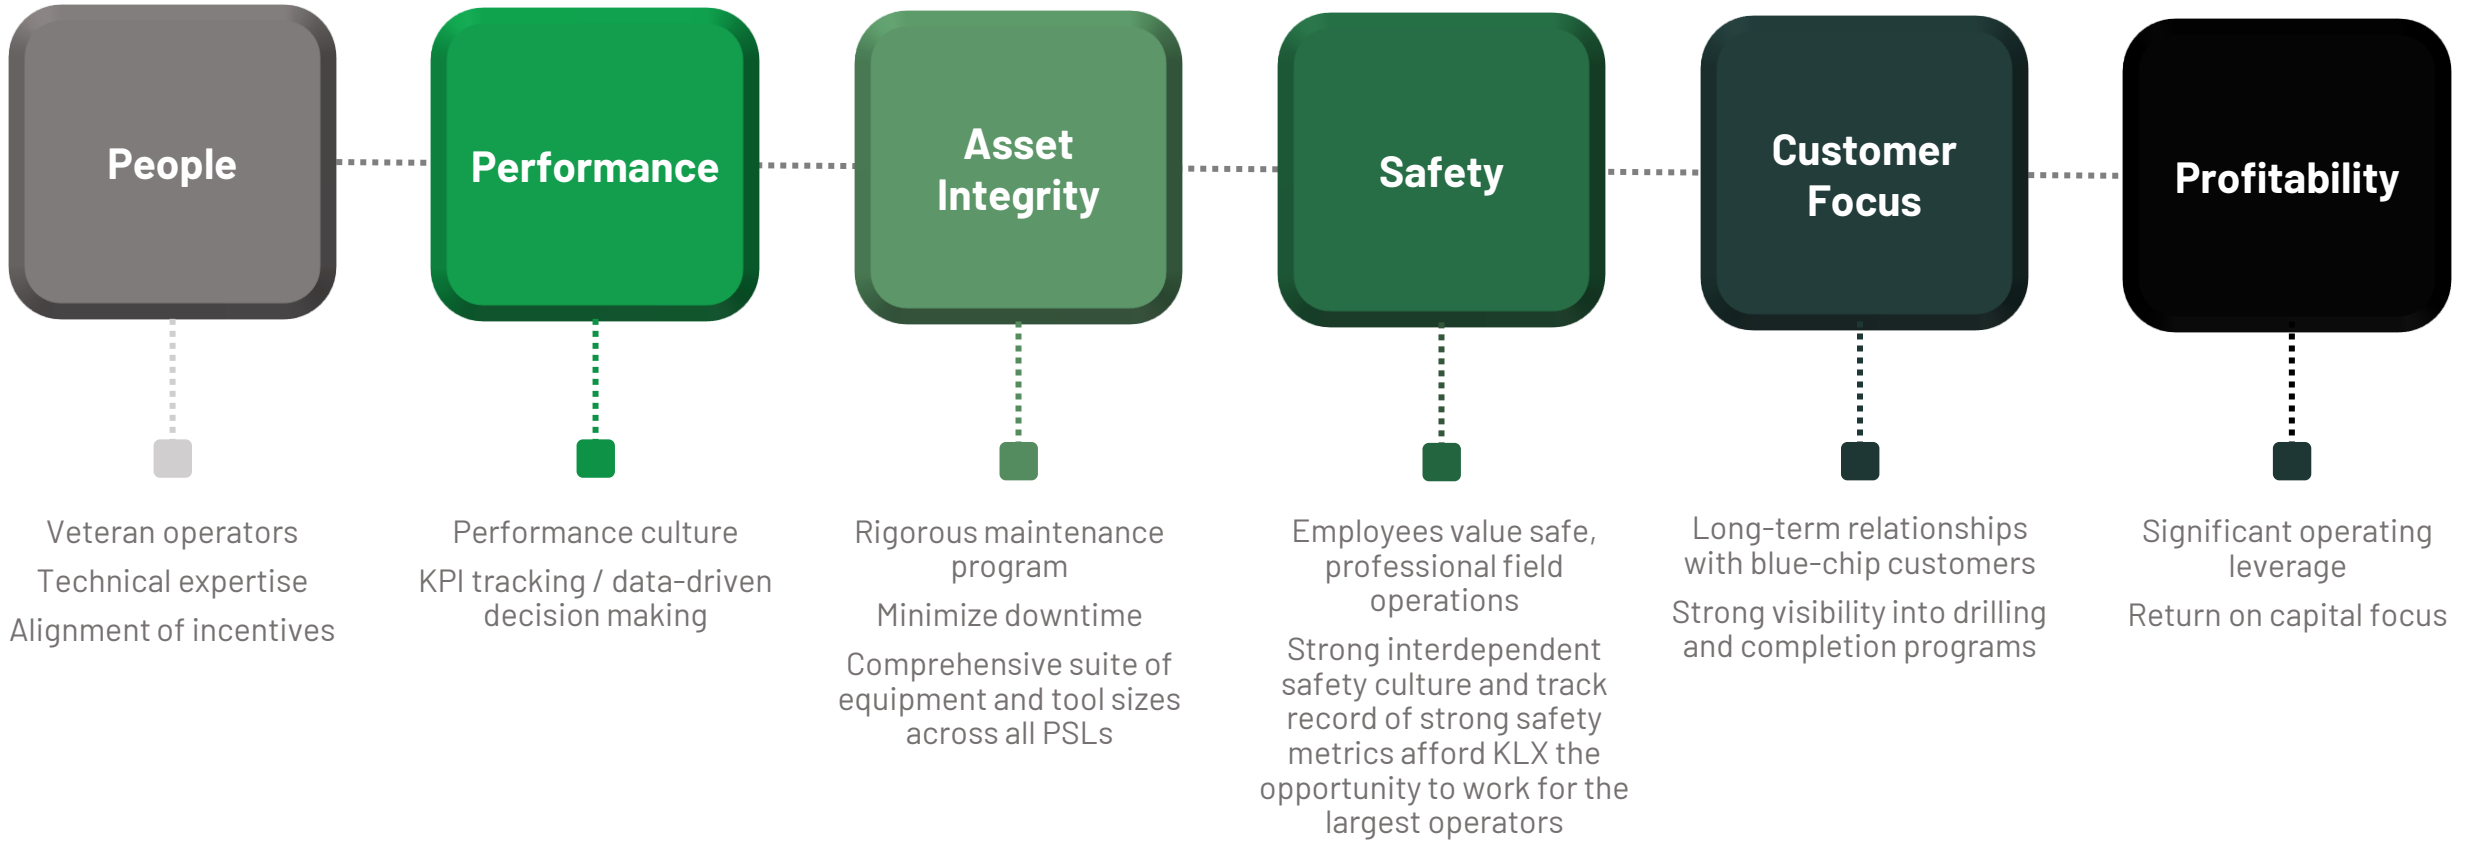 People
Performance
Asset
Integrity
Safety
Customer
Focus
Profitability
Veteran operators
Technical expertise
Alignment of incentives
Performance culture
KPI tracking / data-driven
decision making
Rigorous maintenance
program
Minimize downtime
Comprehensive suite of
equipment and tool sizes
across all PSLs
Employees value safe,
professional field
operations
Strong interdependent
safety culture and track
record of strong safety
metrics afford KLX the
opportunity to work for the
largest operators
Long-term relationships
with blue-chip customers
Strong visibility into drilling
and completion programs
Significant operating
leverage
Return on capital focus